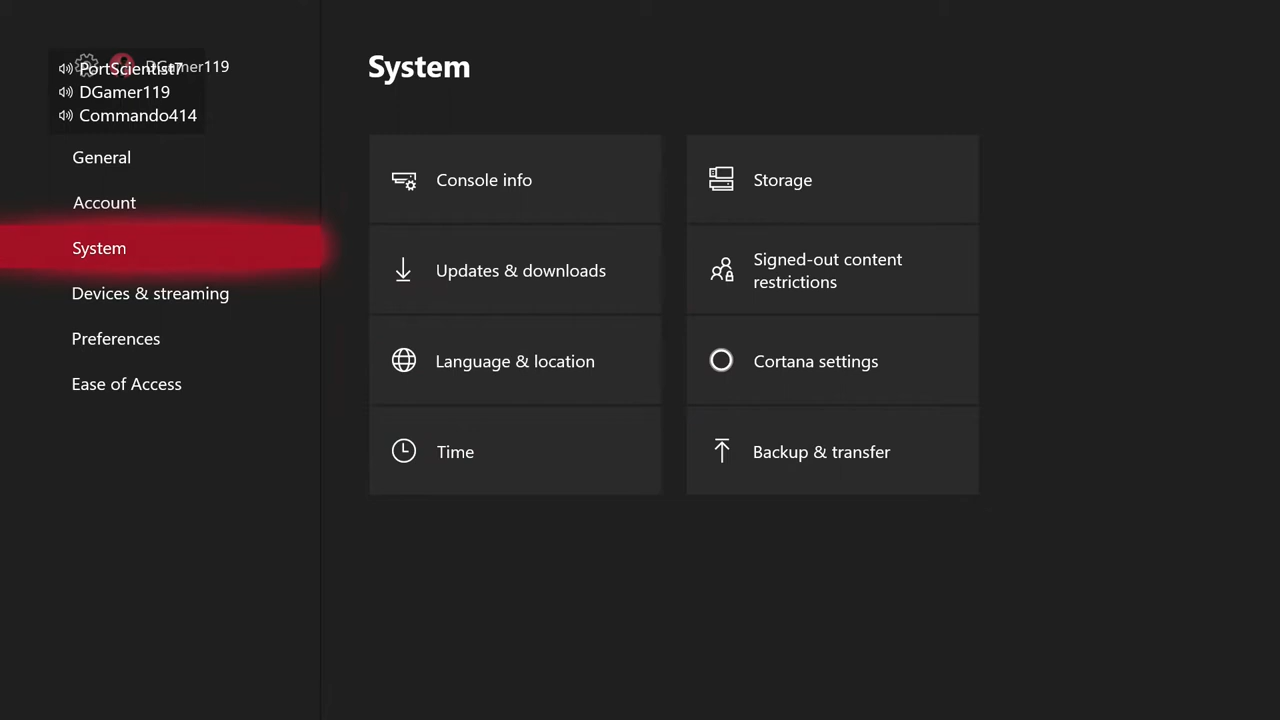 PortScientist7
DGamer119
DGamer119
Commando414
General
Account
System
Devices & streaming
Preferences
Ease of Access
System
Console info
Storage
Updates & downloads
Signed-out content
restrictions
Language & location
Cortana settings
Time
Backup & transfer